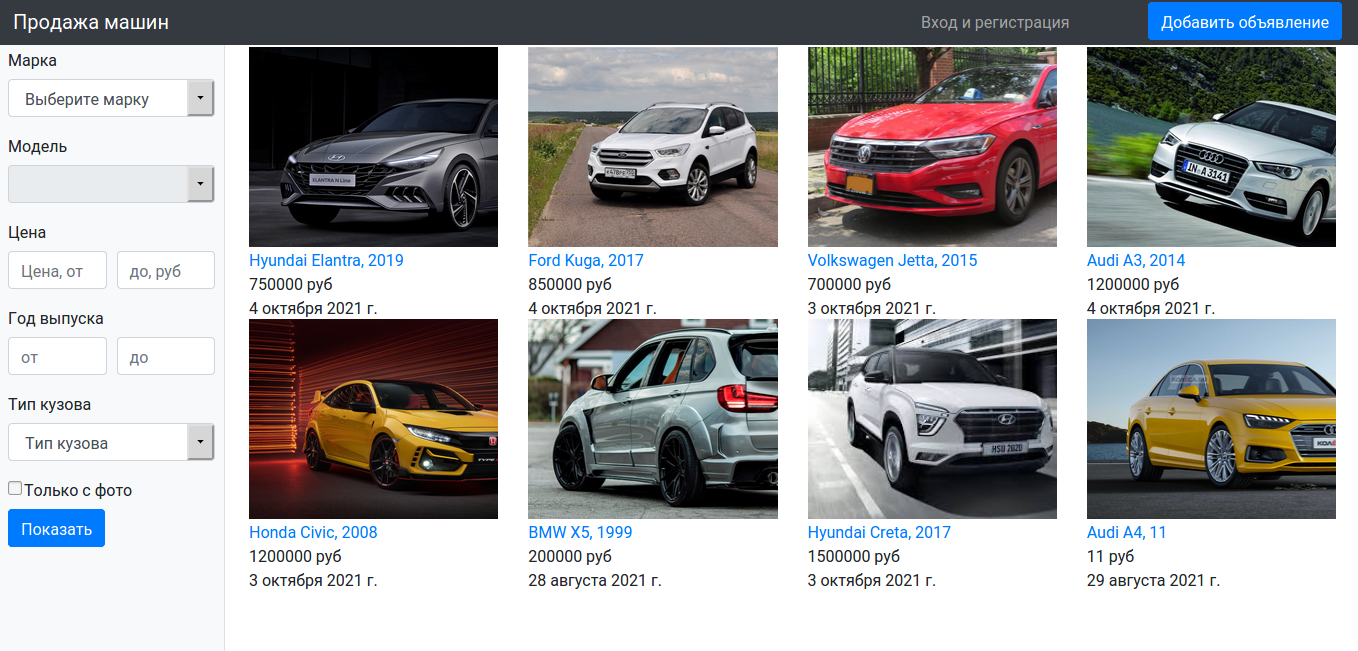 Продажа машин
Вход и регистрация
Добавить объявление
Марка
Выберите марку
Модель
Цена
Цена, от
до, руб
Год выпуска
от
до
Тип кузова
Тип кузова
Только с фото
Показать
ELANTRA N Line
Hyundai Elantra, 2019
750000 руб
4 октября 2021 г.
Ford Kuga, 2017
850000 руб
4 октября 2021 г.
Volkswagen Jetta, 2015
700000 руб
3 октября 2021 г.
IN·A 3141
Audi A3, 2014
1200000 руб
4 октября 2021 г.
Honda Civic, 2008
1200000 руб
3 октября 2021 г.
BMW X5, 1999
200000 руб
28 августа 2021 г.
HSU 2020
Hyundai Creta, 2017
1500000 руб
3 октября 2021 г.
Audi A4, 11
11 руб
29 августа 2021 г.